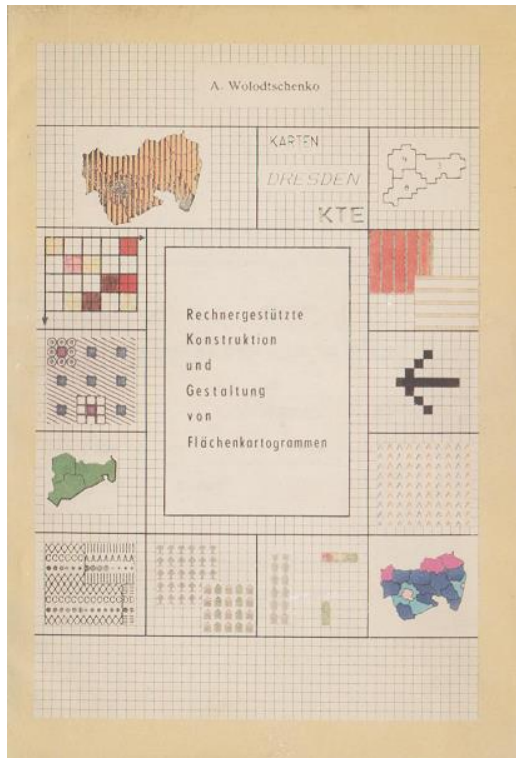 A. Wolodtschenko
KARTEN
DRESDEN
KTE
Rechnergestützte
Konstruktion
und
Gestaltung
von
Flächenkartogrammen